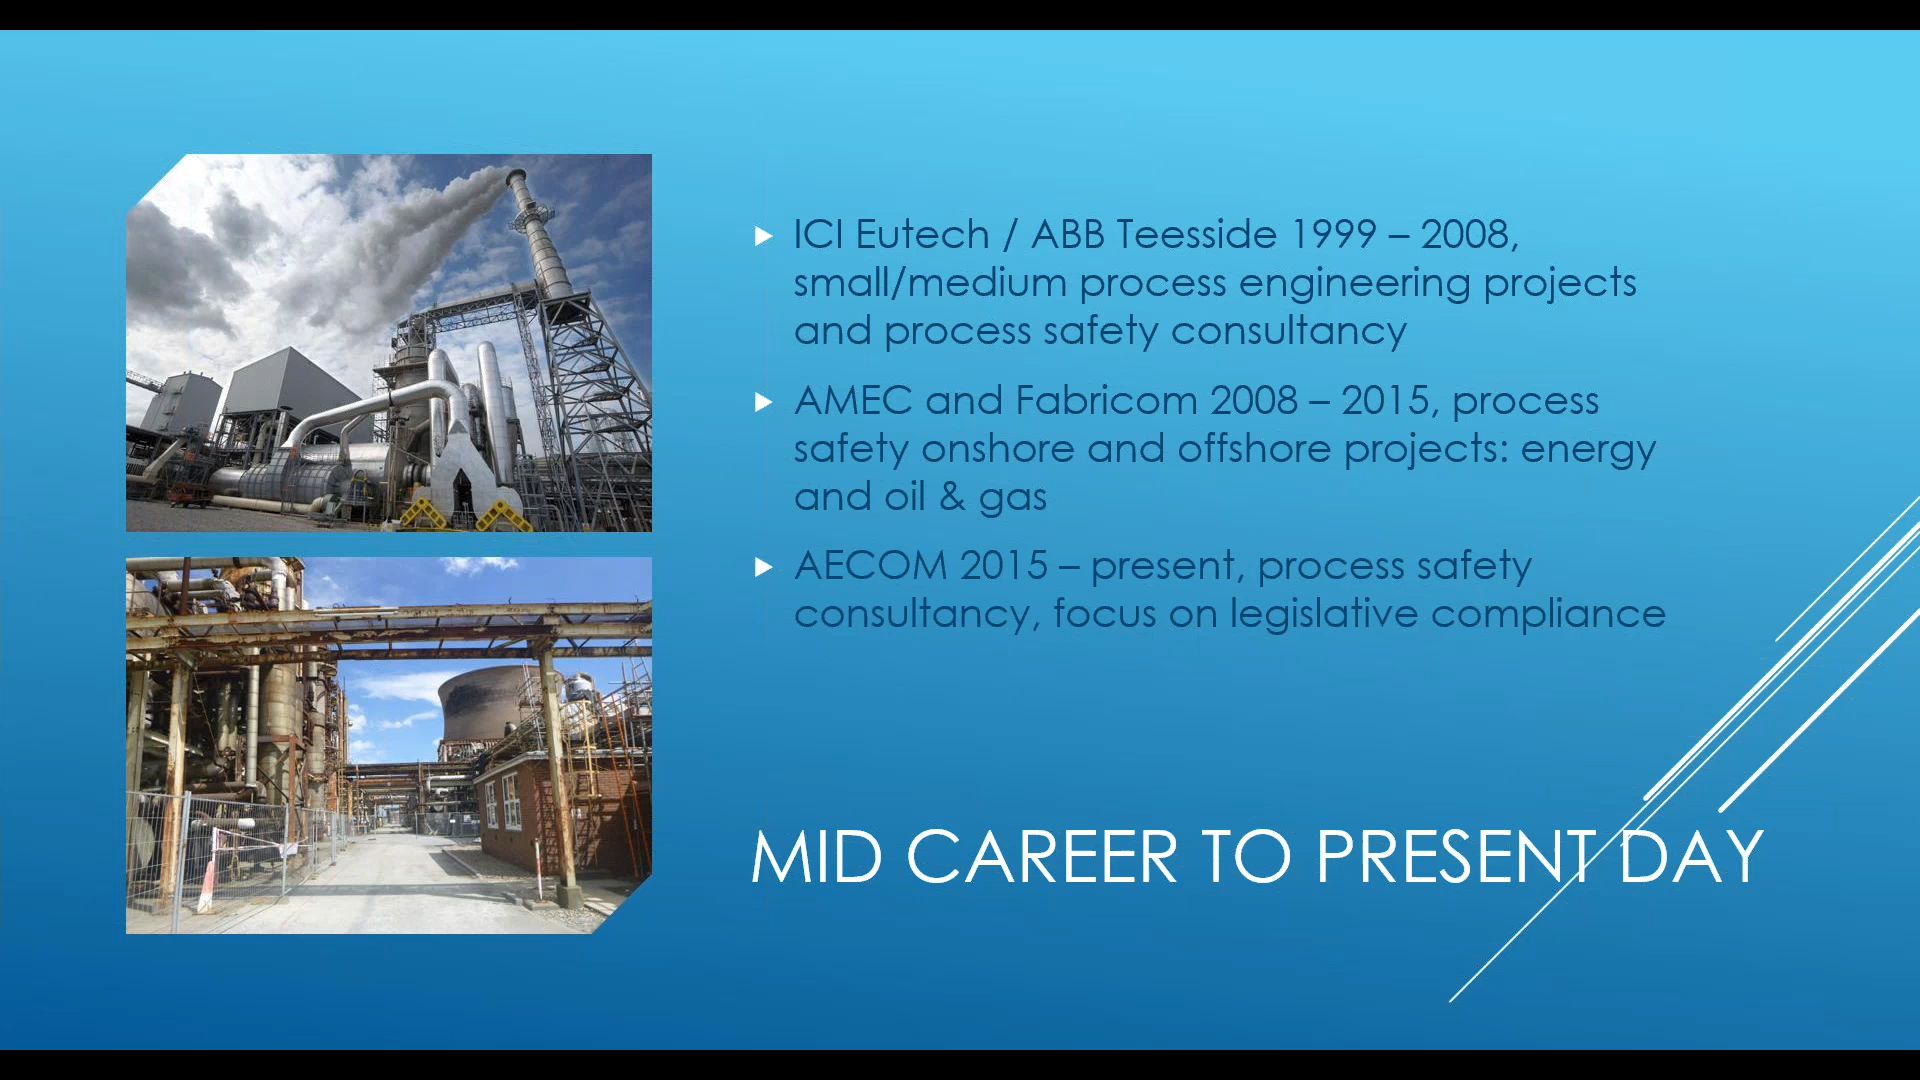 ICI Eutech / ABB Teesside 1999 – 2008,
small/medium process engineering projects
and process safety consultancy
AMEC and Fabricom 2008 – 2015, process
safety onshore and offshore projects: energy
and oil & gas
AECOM 2015 – present, process safety
consultancy, focus on legislative compliance
MID CAREER TO PRESENT DAY